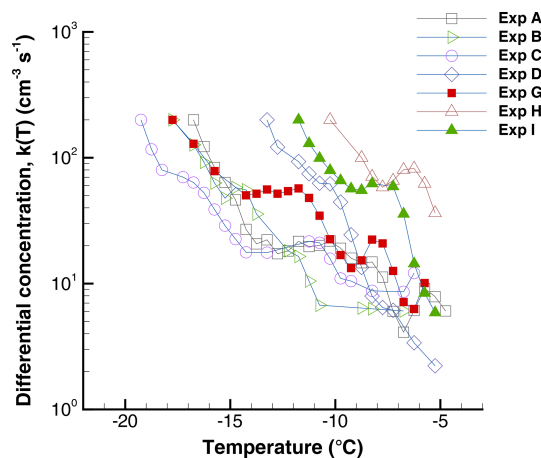 Exp A
Exp B
Exp C
Exp D
Exp G
Exp H
Exp I
Differential concentration, k(T) (cm⁻³ s⁻¹)
10³
10²
10¹
10⁰
-20 -15 -10 -5
Temperature (°C)